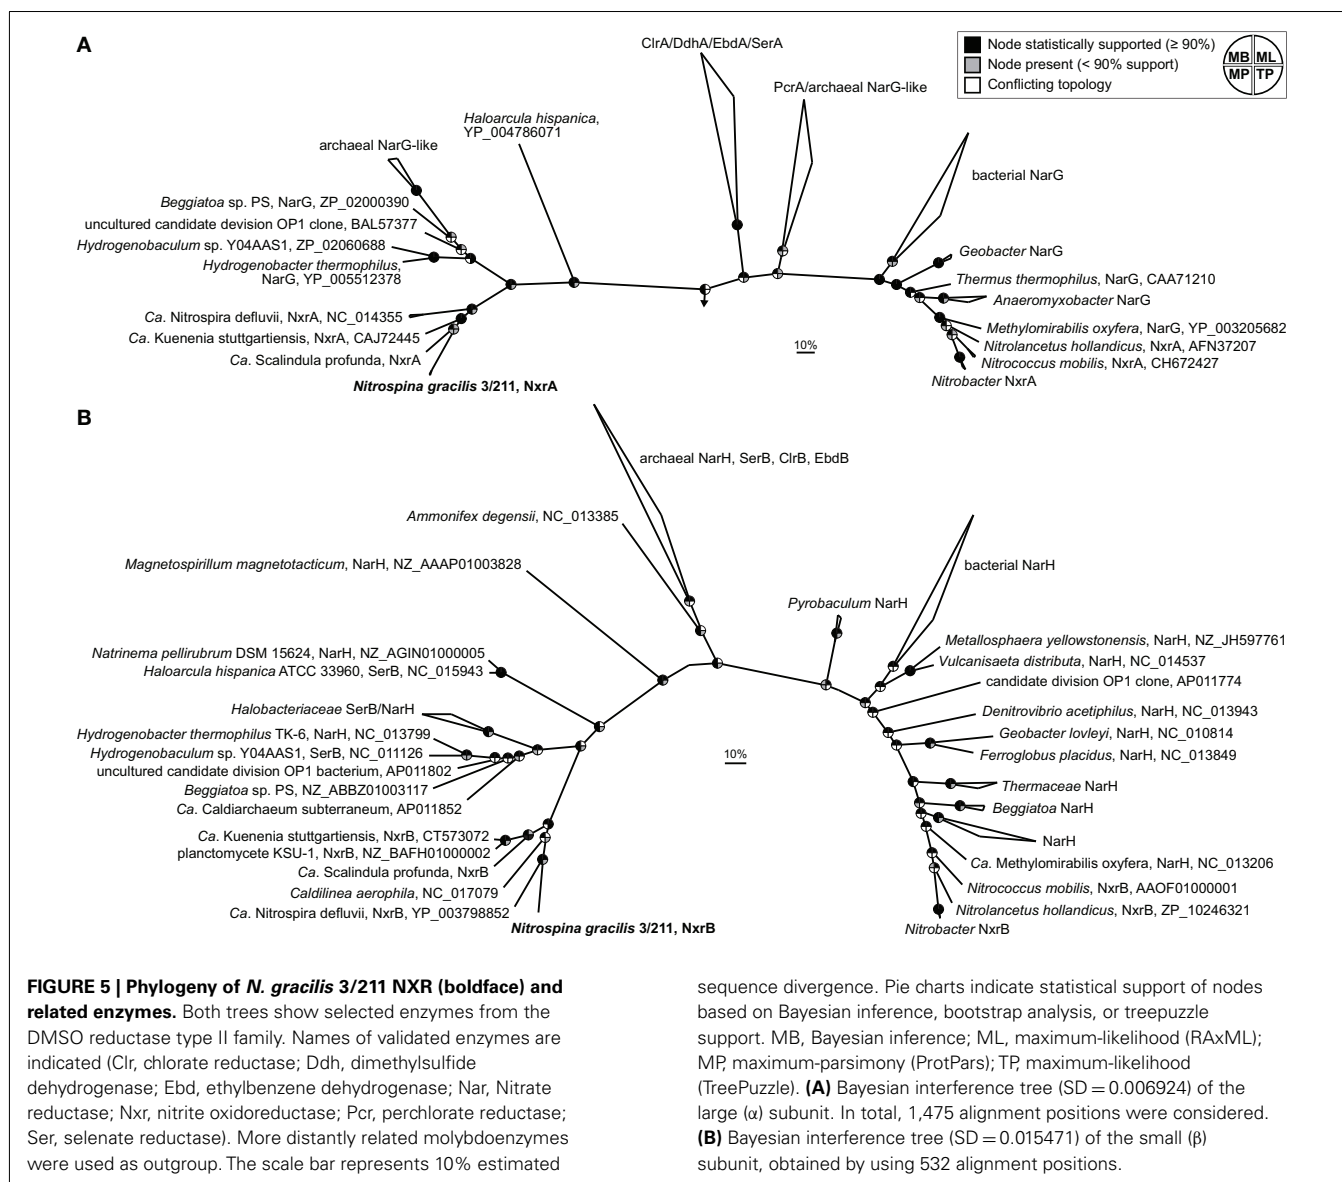 A
ClrA/DdhA/EbdA/SerA
Node statistically supported (≥ 90%)
Node present (< 90% support)
Conflicting topology
MB ML
MP TP
PcrA/archaeal NarG-like
Haloarcula hispanica,
YP_004786071
archaeal NarG-like
bacterial NarG
Beggiatoa sp. PS, NarG, ZP_02000390
uncultured candidate devision OP1 clone, BAL57377
Hydrogenobaculum sp. Y04AAS1, ZP_02060688
Hydrogenobacter thermophilus,
NarG, YP_005512378
Geobacter NarG
Thermus thermophilus, NarG, CAA71210
Anaeromyxobacter NarG
Ca. Nitrospira defluvii, NxrA, NC_014355
Ca. Kuenenia stuttgartiensis, NxrA, CAJ72445
Ca. Scalindula profunda, NxrA
Nitrospina gracilis 3/211, NxrA
10%
Methylomirabilis oxyfera, NarG, YP_003205682
Nitrolancetus hollandicus, NxrA, AFN37207
Nitrococcus mobilis, NxrA, CH672427
Nitrobacter NxrA
B
archaeal NarH, SerB, ClrB, EbdB
Ammonifex degensii, NC_013385
Magnetospirillum magnetotacticum, NarH, NZ_AAAP01003828
bacterial NarH
Pyrobaculum NarH
Natrinema pellirubrum DSM 15624, NarH, NZ_AGIN01000005
Haloarcula hispanica ATCC 33960, SerB, NC_015943
Metallosphaera yellowstonensis, NarH, NZ_JH597761
Vulcanisaeta distributa, NarH, NC_014537
candidate division OP1 clone, AP011774
Halobacteriaceae SerB/NarH
Hydrogenobacter thermophilus TK-6, NarH, NC_013799
Hydrogenobaculum sp. Y04AAS1, SerB, NC_011126
uncultured candidate division OP1 bacterium, AP011802
Beggiatoa sp. PS, NZ_ABBZ01003117
Ca. Caldiarchaeum subterraneum, AP011852
10%
Denitrovibrio acetiphilus, NarH, NC_013943
Geobacter lovleyi, NarH, NC_010814
Ferroglobus placidus, NarH, NC_013849
Thermaceae NarH
Beggiatoa NarH
NarH
Ca. Kuenenia stuttgartiensis, NxrB, CT573072
planctomycete KSU-1, NxrB, NZ_BAFH01000002
Ca. Scalindula profunda, NxrB
Caldilinea aerophila, NC_017079
Ca. Nitrospira defluvii, NxrB, YP_003798852
Nitrospina gracilis 3/211, NxrB
Ca. Methylomirabilis oxyfera, NarH, NC_013206
Nitrococcus mobilis, NxrB, AAOF01000001
Nitrolancetus hollandicus, NxrB, ZP_10246321
Nitrobacter NxrB
FIGURE 5 | Phylogeny of N. gracilis 3/211 NXR (boldface) and
related enzymes. Both trees show selected enzymes from the
DMSO reductase type II family. Names of validated enzymes are
indicated (Clr, chlorate reductase; Ddh, dimethylsulfide
dehydrogenase; Ebd, ethylbenzene dehydrogenase; Nar, Nitrate
reductase; Nxr, nitrite oxidoreductase; Pcr, perchlorate reductase;
Ser, selenate reductase). More distantly related molybdoenzymes
were used as outgroup. The scale bar represents 10% estimated
sequence divergence. Pie charts indicate statistical support of nodes
based on Bayesian inference, bootstrap analysis, or treepuzzle
support. MB, Bayesian inference; ML, maximum-likelihood (RAxML);
MP, maximum-parsimony (ProtPars); TP, maximum-likelihood
(TreePuzzle). (A) Bayesian interference tree (SD = 0.006924) of the
large (α) subunit. In total, 1,475 alignment positions were considered.
(B) Bayesian interference tree (SD = 0.015471) of the small (β)
subunit, obtained by using 532 alignment positions.